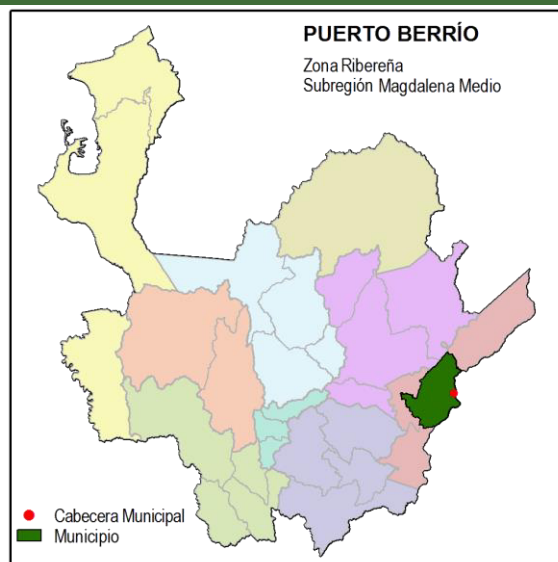 PUERTO BERRÍO
Zona Ribereña
Subregión Magdalena Medio
Cabecera Municipal
Municipio